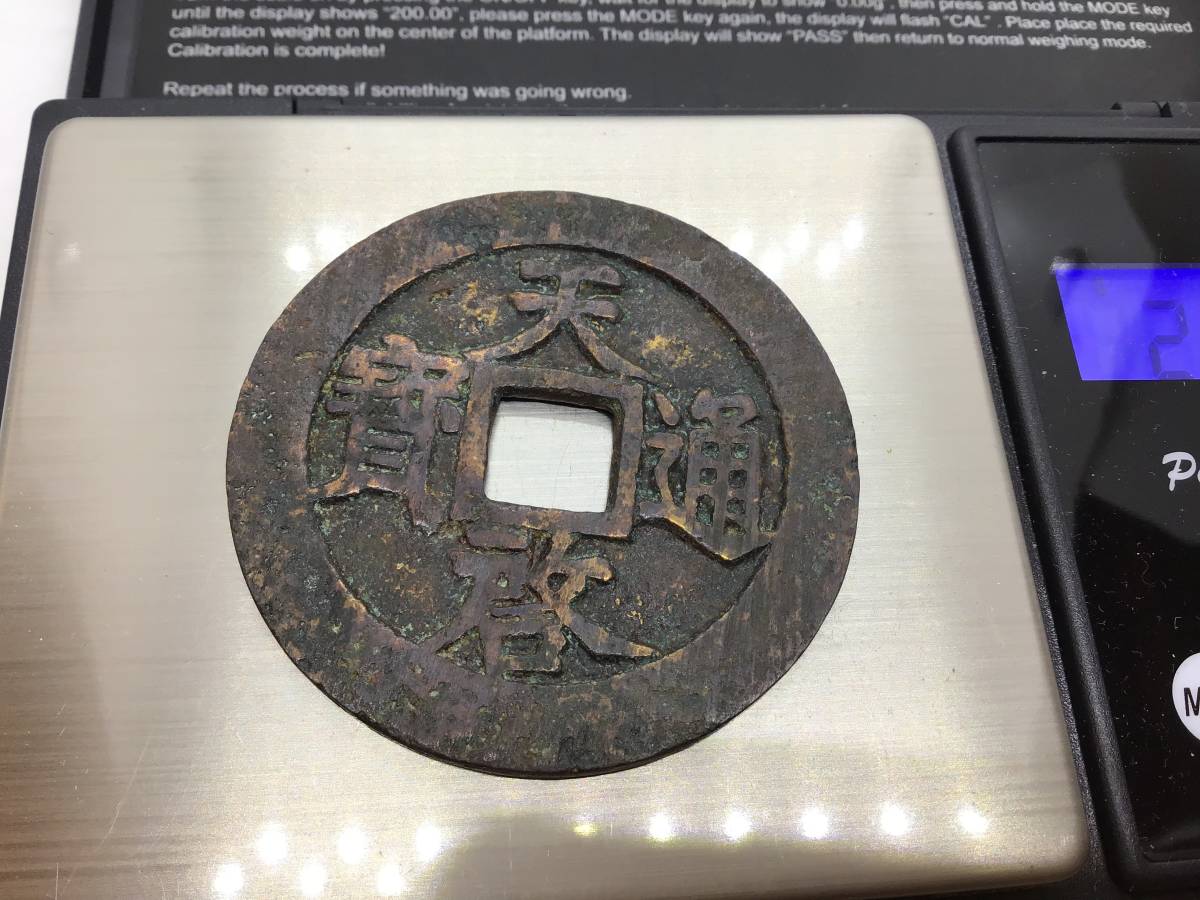 until the display shows "200.00", please press the MODE key again, the display will flash "CAL" . Place place the required
calibration weight on the center of the platform. The display will show "PASS" then return to normal weighing mode.
Calibration is complete!
Repeat the process if something was going wrong.
天啓通寶
2
M